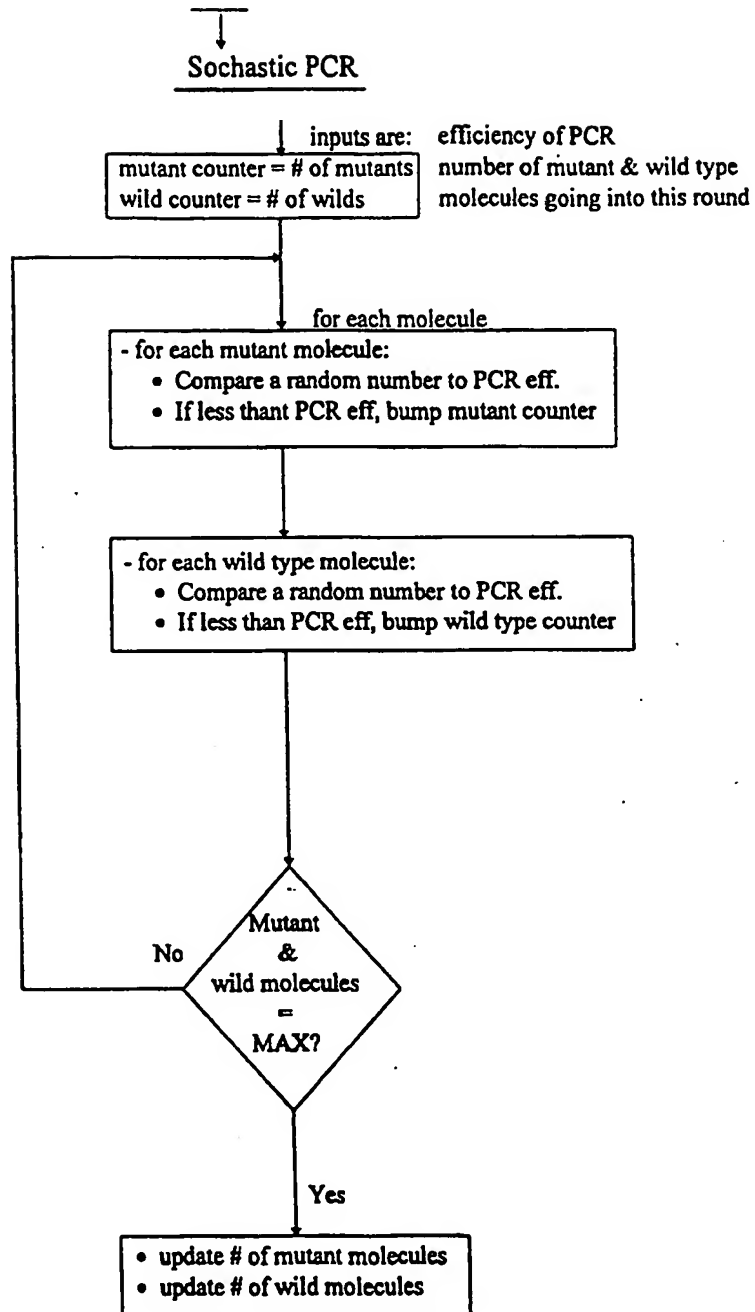 Sochastic PCR
inputs are: efficiency of PCR
mutant counter = # of mutants number of mutant & wild type
wild counter = # of wilds molecules going into this round
for each molecule
- for each mutant molecule:
• Compare a random number to PCR eff.
• If less thant PCR eff, bump mutant counter
- for each wild type molecule:
• Compare a random number to PCR eff.
• If less than PCR eff, bump wild type counter
No
Mutant
&
wild molecules
=
MAX?
Yes
• update # of mutant molecules
• update # of wild molecules